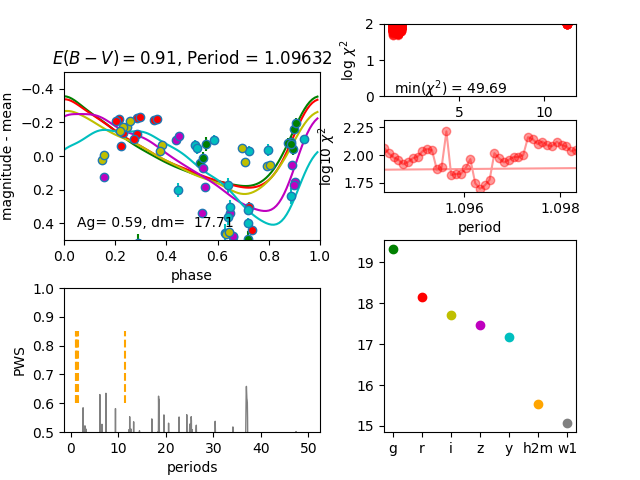 E(B − V) = 0.91, Period = 1.09632
magnitude - mean
−0.4
−0.2
0.0
0.2
0.4
Ag= 0.59, dm=  17.71
0.0 0.2 0.4 0.6 0.8 1.0
phase
log χ²
2
1
0
min(χ²) = 49.69
5 10
log10 χ²
2.25
2.00
1.75
1.096 1.098
period
PWS
1.0
0.9
0.8
0.7
0.6
0.5
0 10 20 30 40 50
periods
19
18
17
16
15
g r i z y h2m w1